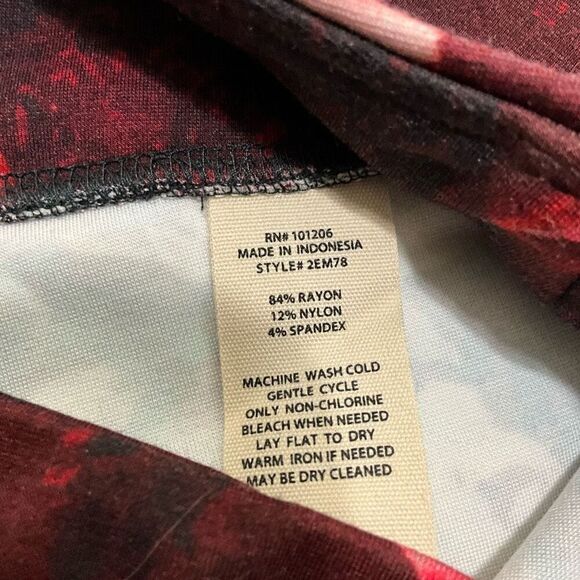 RN# 101206
MADE IN INDONESIA
STYLE# 2EM78
84% RAYON
12% NYLON
4% SPANDEX
MACHINE WASH COLD
GENTLE CYCLE
ONLY NON-CHLORINE
BLEACH WHEN NEEDED
LAY FLAT TO DRY
WARM IRON IF NEEDED
MAY BE DRY CLEANED